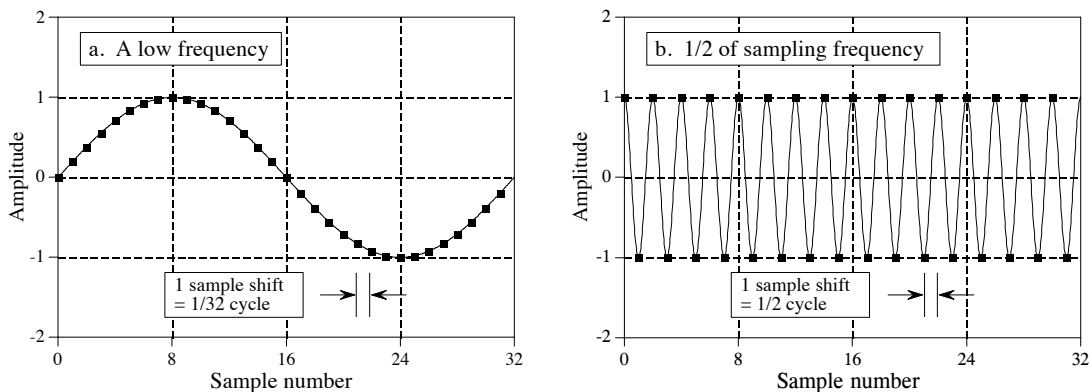 2
1
0
-1
-2
Amplitude
a. A low frequency
1 sample shift
= 1/32 cycle
0
8
16
24
32
Sample number
2
1
0
-1
-2
Amplitude
b. 1/2 of sampling frequency
1 sample shift
= 1/2 cycle
0
8
16
24
32
Sample number